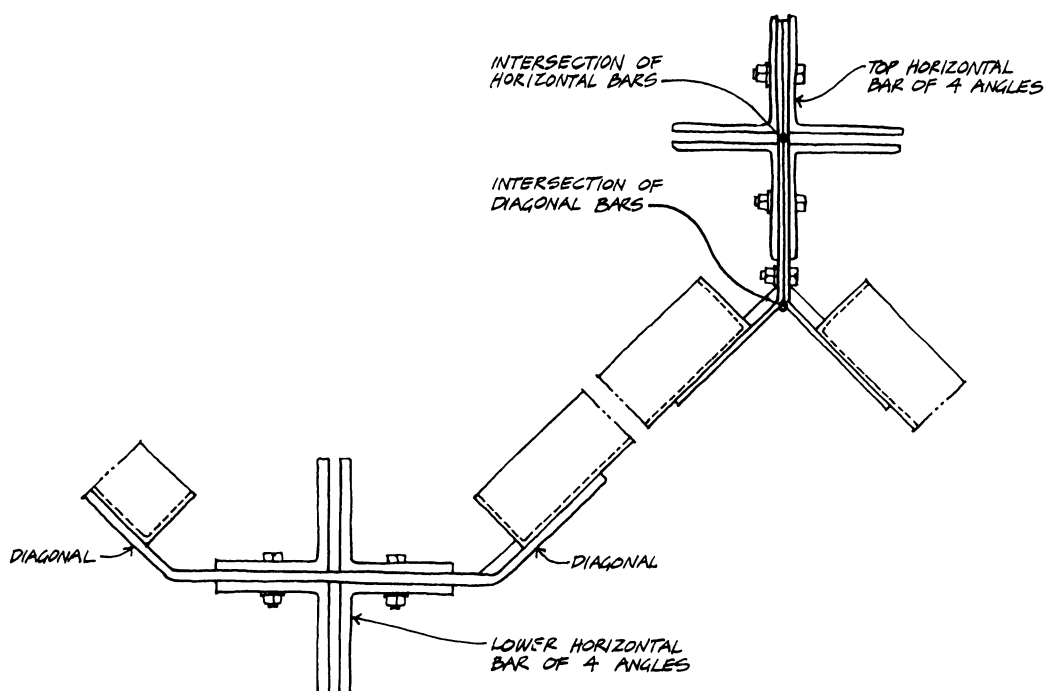 INTERSECTION OF
HORIZONTAL BARS
TOP HORIZONTAL
BAR OF 4 ANGLES
INTERSECTION OF
DIAGONAL BARS
DIAGONAL
DIAGONAL
LOWER HORIZONTAL
BAR OF 4 ANGLES